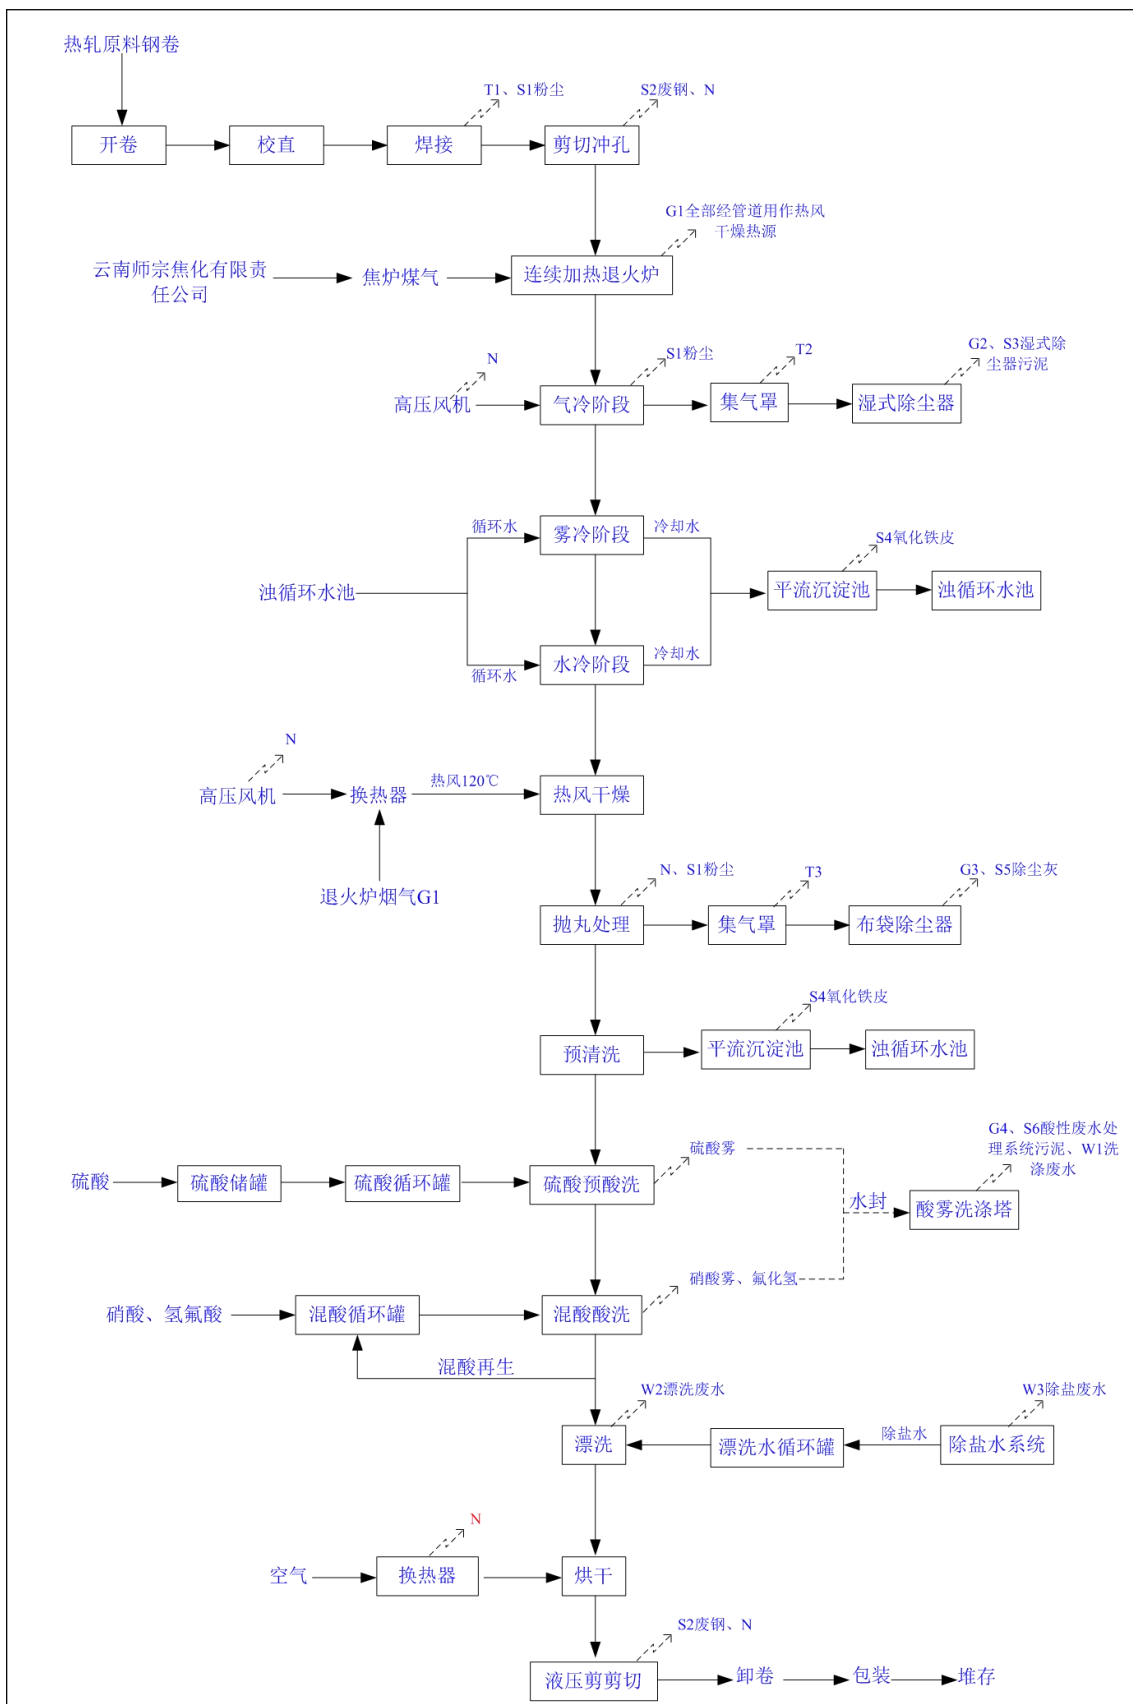 热轧原料钢卷
T1、S1粉尘
S2废钢、N
开卷
校直
焊接
剪切冲孔
G1全部经管道用作热风
干燥热源
云南师宗焦化有限责
任公司
焦炉煤气
连续加热退火炉
N
S1粉尘
T2
G2、S3湿式除
尘器污泥
高压风机
气冷阶段
集气罩
湿式除尘器
循环水
雾冷阶段
冷却水
S4氧化铁皮
浊循环水池
平流沉淀池
浊循环水池
循环水
水冷阶段
冷却水
N
高压风机
换热器
热风120℃
热风干燥
退火炉烟气G1
N、S1粉尘
T3
G3、S5除尘灰
抛丸处理
集气罩
布袋除尘器
S4氧化铁皮
预清洗
平流沉淀池
浊循环水池
G4、S6酸性废水处
理系统污泥、W1洗
涤废水
硫酸雾
硫酸
硫酸储罐
硫酸循环罐
硫酸预酸洗
水封
酸雾洗涤塔
硝酸雾、氟化氢
硝酸、氢氟酸
混酸循环罐
混酸酸洗
混酸再生
W2漂洗废水
W3除盐废水
漂洗
漂洗水循环罐
除盐水
除盐水系统
N
空气
换热器
烘干
S2废钢、N
液压剪剪切
卸卷
包装
堆存